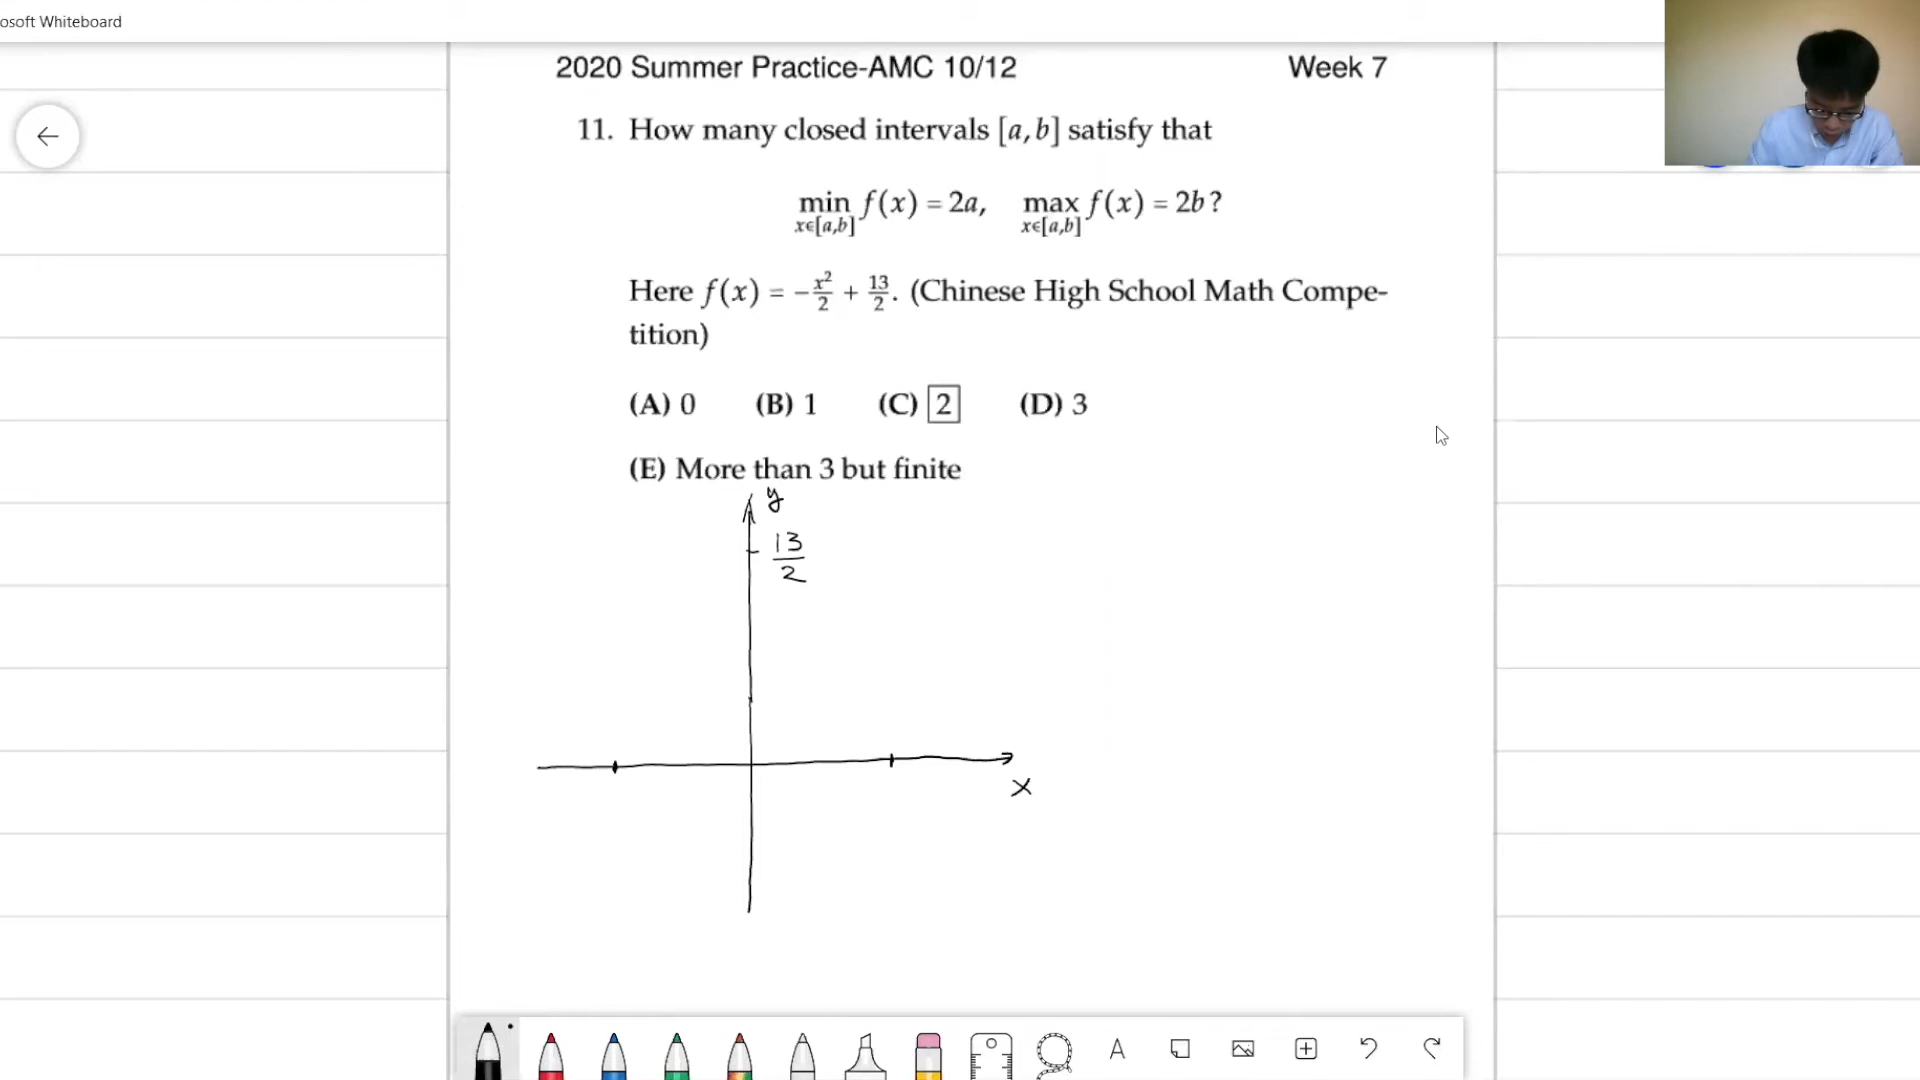 osoft Whiteboard
2020 Summer Practice-AMC 10/12 Week 7
11. How many closed intervals [a, b] satisfy that
min f(x) = 2a, max f(x) = 2b?
x∈[a,b] x∈[a,b]
Here f(x) = −x²/2 + 13/2. (Chinese High School Math Compe-
tition)
(A) 0 (B) 1 (C) 2 (D) 3
(E) More than 3 but finite
y
13/2
x
A